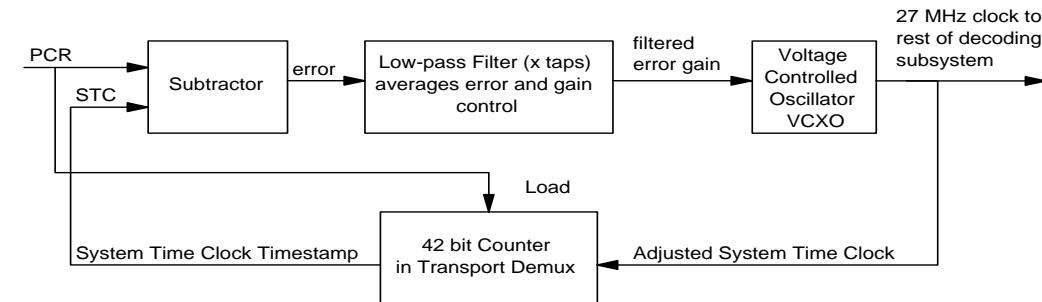 27 MHz clock to
rest of decoding
subsystem
PCR
STC
Subtractor
error
Low-pass Filter (x taps)
averages error and gain
control
filtered
error gain
Voltage
Controlled
Oscillator
VCXO
Load
System Time Clock Timestamp
42 bit Counter
in Transport Demux
Adjusted System Time Clock